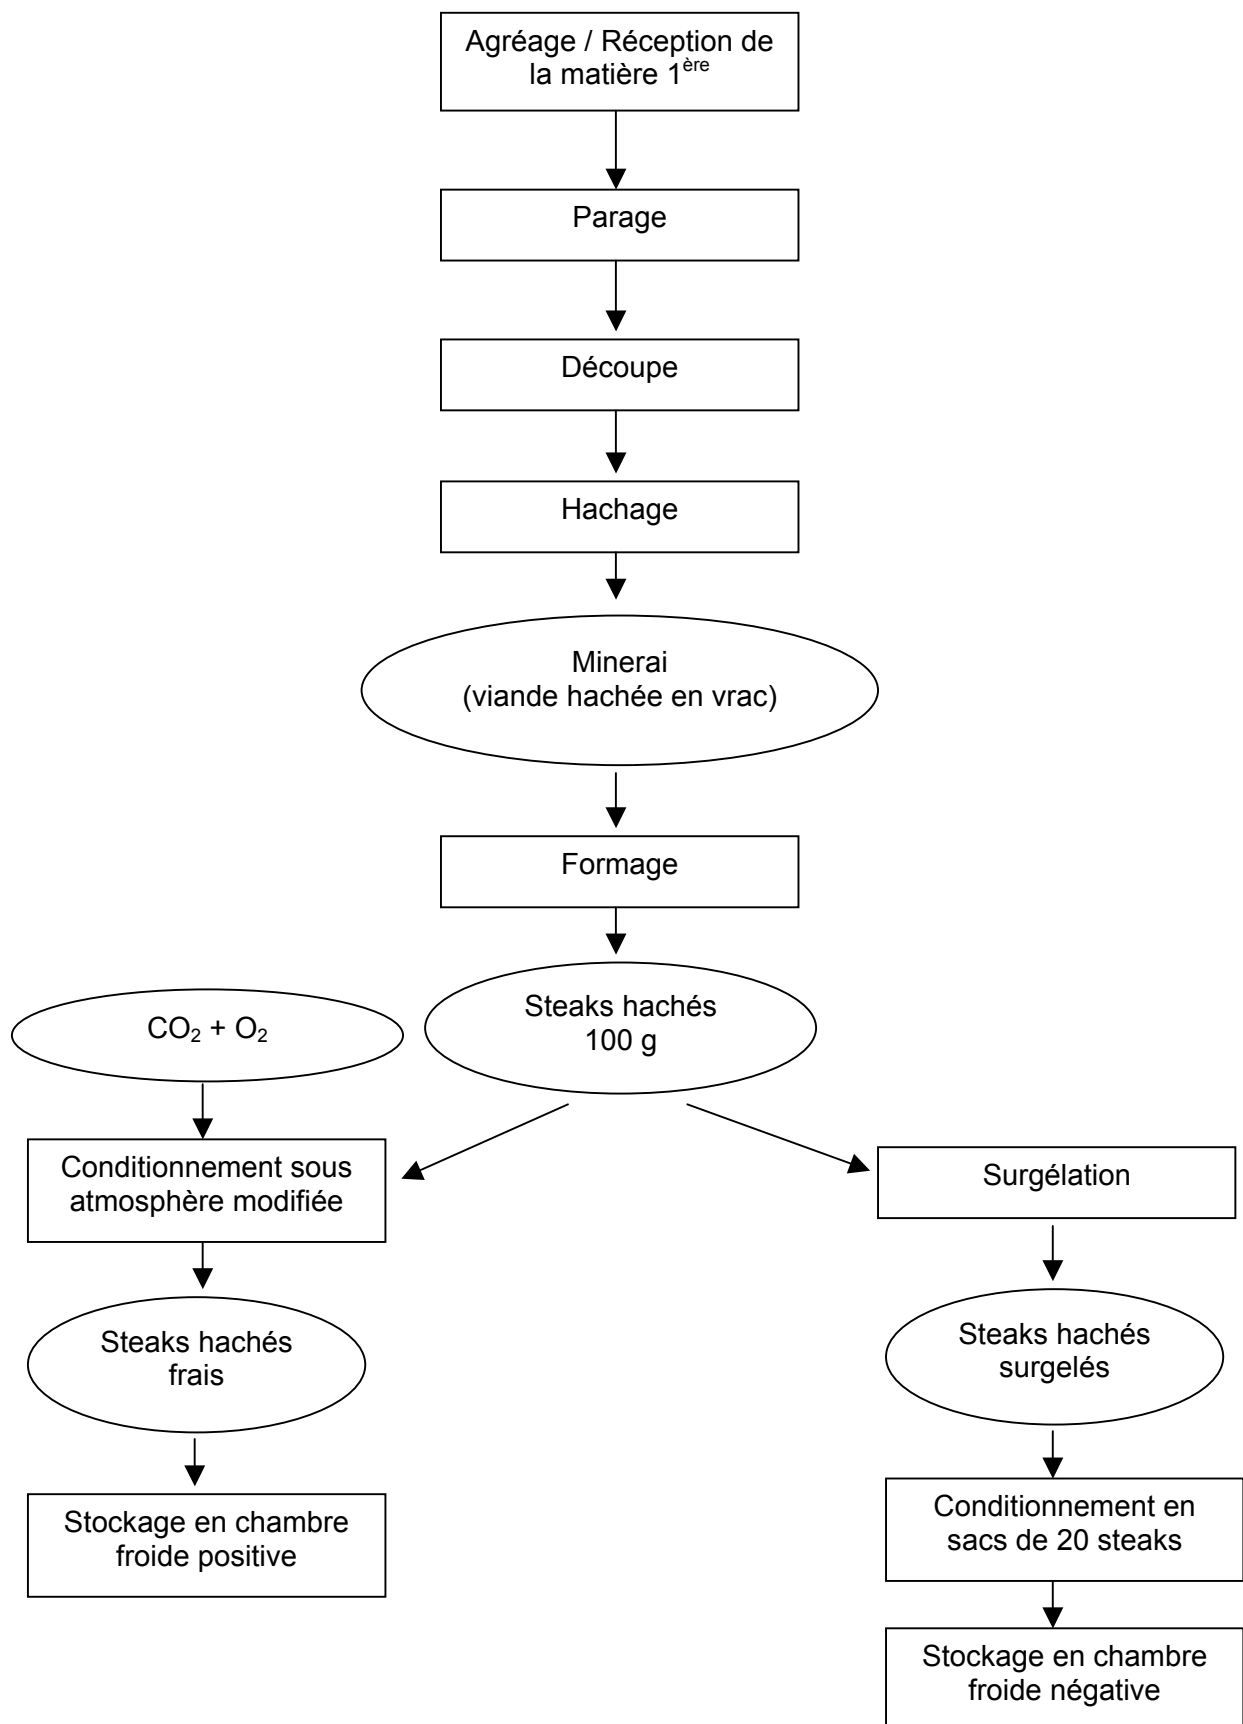 Agréage / Réception de
la matière 1ère
Parage
Découpe
Hachage
Minerai
(viande hachée en vrac)
Formage
Steaks hachés
100 g
CO2 + O2
Conditionnement sous
atmosphère modifiée
Surgélation
Steaks hachés
frais
Steaks hachés
surgelés
Stockage en chambre
froide positive
Conditionnement en
sacs de 20 steaks
Stockage en chambre
froide négative